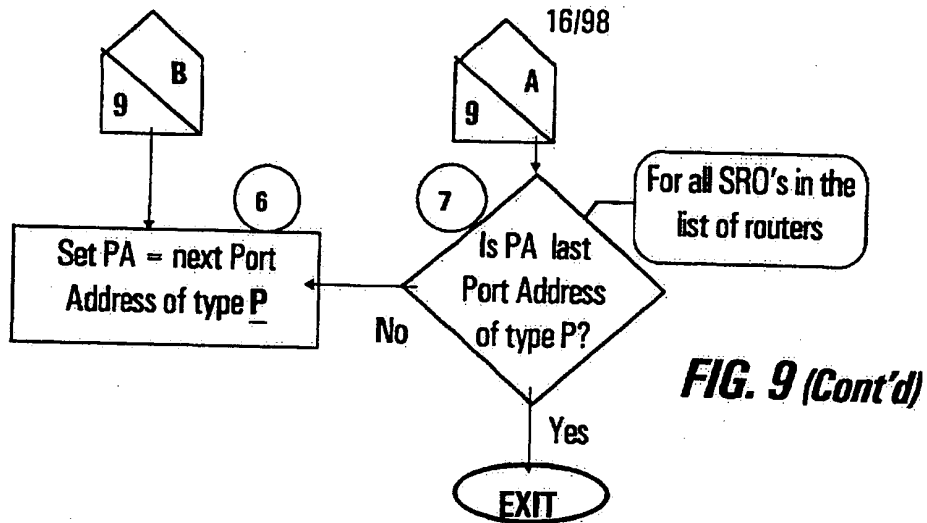 16/98
B
9
A
9
6
7
For all SRO's in the
list of routers
Set PA = next Port
Address of type P
Is PA last
Port Address
of type P?
No
FIG. 9 (Cont'd)
Yes
EXIT